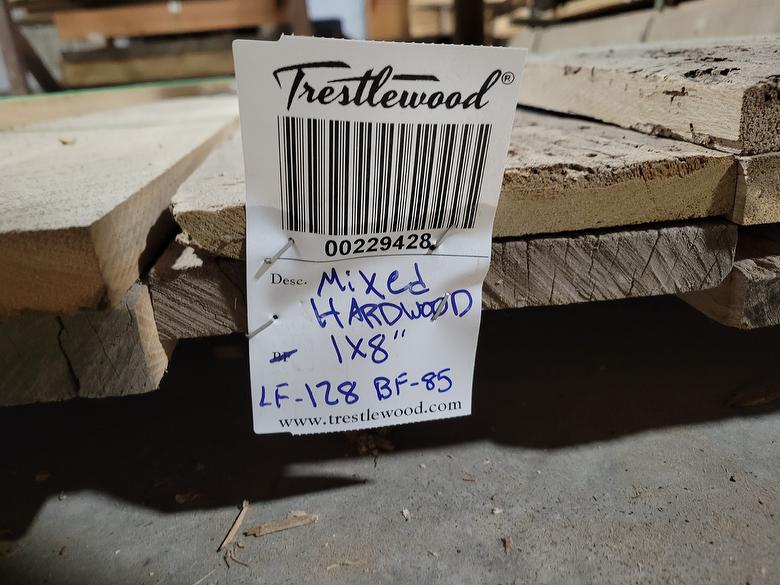 Trestlewood®
00229428
Desc. Mixed
HARDWOOD
1x8"
LF-128 BF-85
www.trestlewood.com